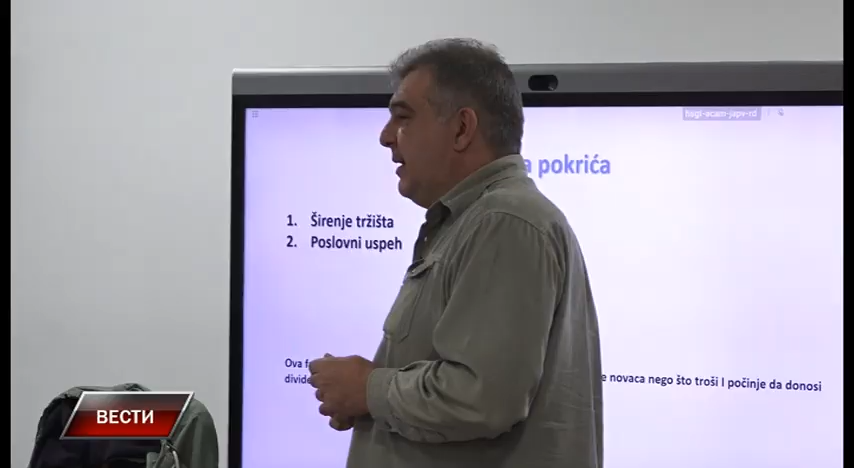 a pokrića
1. Širenje tržišta
2. Poslovni uspeh
Ova
e novaca nego što troši I počinje da donosi
divid
ВЕСТИ